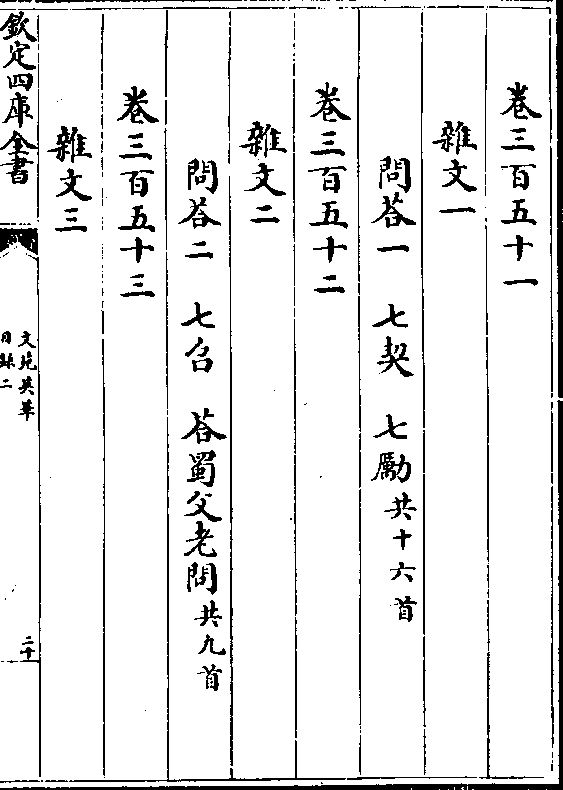 卷三百五十一
雜文一
問荅一　七契　七勵共十六首
卷三百五十二
雜文二
問荅二　七召　荅蜀父老問共九首
卷三百五十三
雜文三
欽定四庫全書
文苑英華
目録二
二十